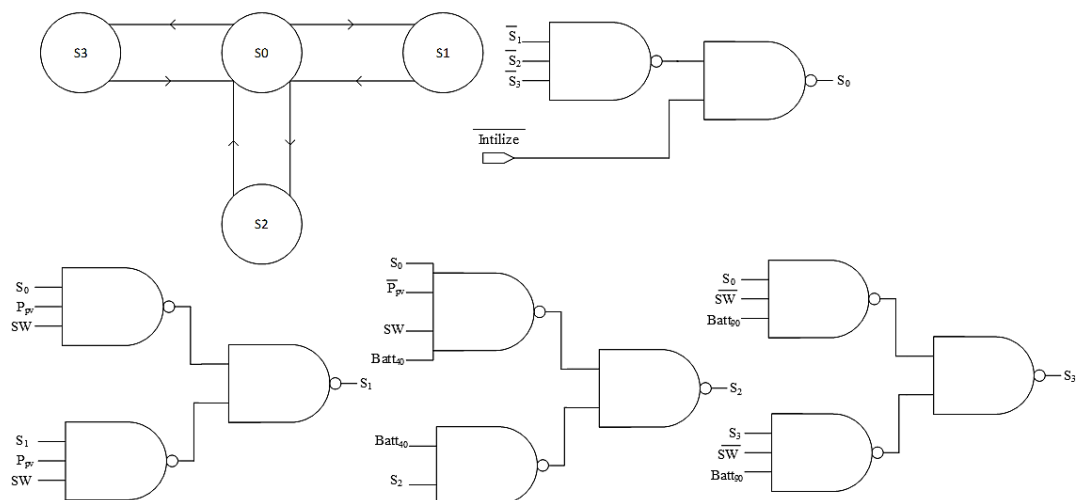 S3
S0
S1
S2
S̅₁
S̅₂
S̅₃
S₀
I̅n̅t̅i̅l̅i̅z̅e̅
S₀
Pₚᵥ
SW
S₁
Pₚᵥ
SW
S₁
S₀
P̅ₚᵥ
SW
Batt₄₀
Batt₄₀
S₂
S₂
S₀
S̅W̅
Batt₉₀
S₃
S̅W̅
Batt₉₀
S₃